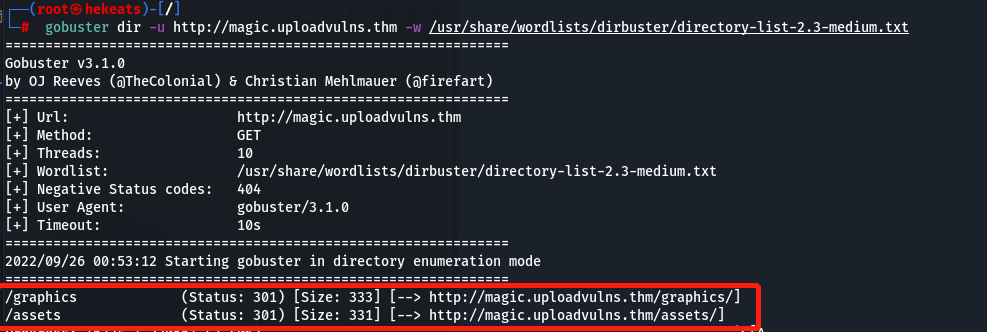 (root㉿hekeats)-[/]
# gobuster dir -u http://magic.uploadvulns.thm -w /usr/share/wordlists/dirbuster/directory-list-2.3-medium.txt
===============================================================
Gobuster v3.1.0
by OJ Reeves (@TheColonial) & Christian Mehlmauer (@firefart)
===============================================================
[+] Url:                     http://magic.uploadvulns.thm
[+] Method:                  GET
[+] Threads:                 10
[+] Wordlist:                /usr/share/wordlists/dirbuster/directory-list-2.3-medium.txt
[+] Negative Status codes:   404
[+] User Agent:              gobuster/3.1.0
[+] Timeout:                 10s
===============================================================
2022/09/26 00:53:12 Starting gobuster in directory enumeration mode
===============================================================
/graphics             (Status: 301) [Size: 333] [--> http://magic.uploadvulns.thm/graphics/]
/assets               (Status: 301) [Size: 331] [--> http://magic.uploadvulns.thm/assets/]